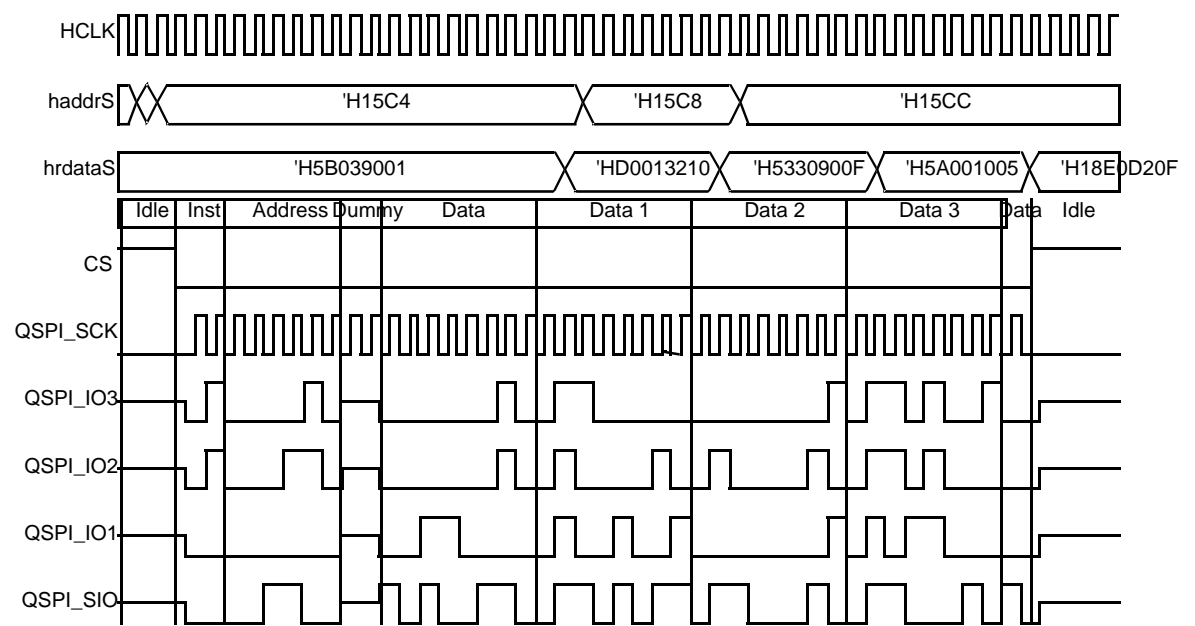 HCLK
haddrS 'H15C4 'H15C8 'H15CC
hrdataS 'H5B039001 'HD0013210 'H5330900F 'H5A001005 'H18E0D20F
Idle Inst Address Dummy Data Data 1 Data 2 Data 3 Data Idle
CS
QSPI_SCK
QSPI_IO3
QSPI_IO2
QSPI_IO1
QSPI_SIO